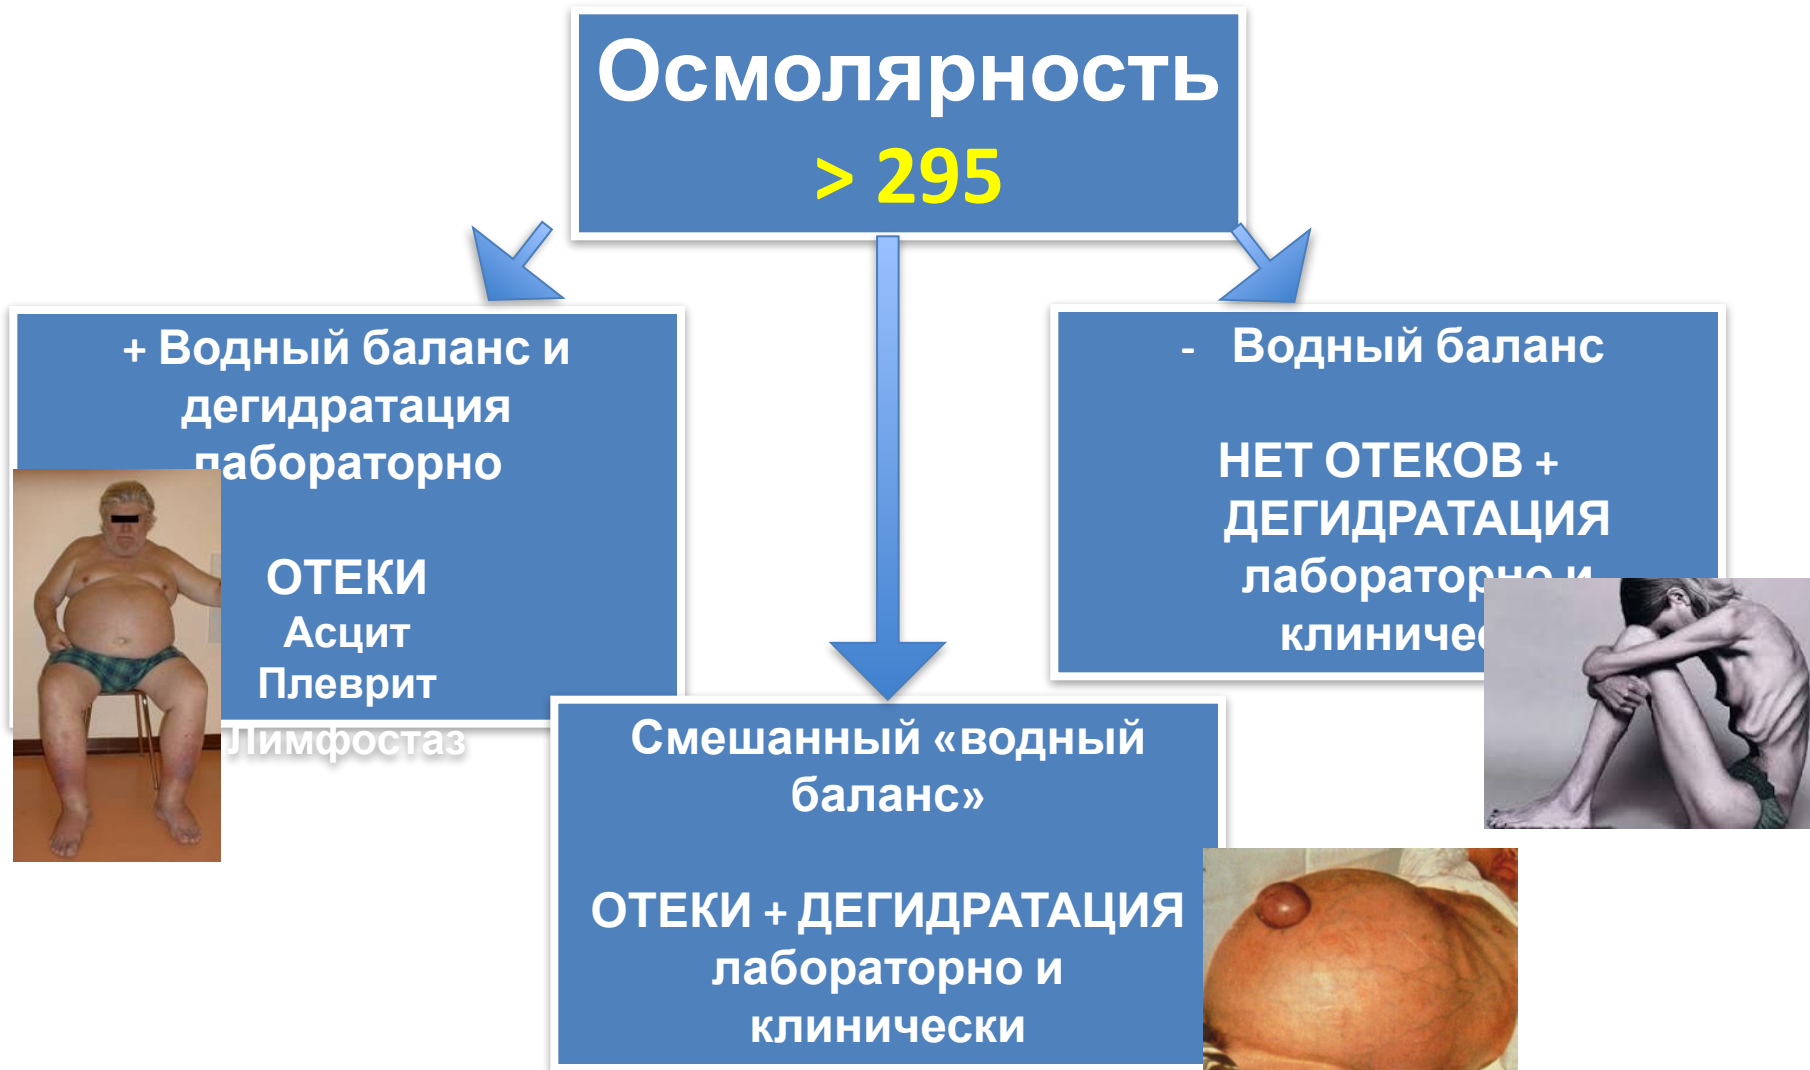 Осмолярность
> 295
+ Водный баланс и
дегидратация
лабораторно
ОТЕКИ
Асцит
Плеврит
Лимфостаз
- Водный баланс
НЕТ ОТЕКОВ +
ДЕГИДРАТАЦИЯ
лабораторно и
Смешанный «водный
баланс»
ОТЕКИ + ДЕГИДРАТАЦИЯ
лабораторно и
клинически